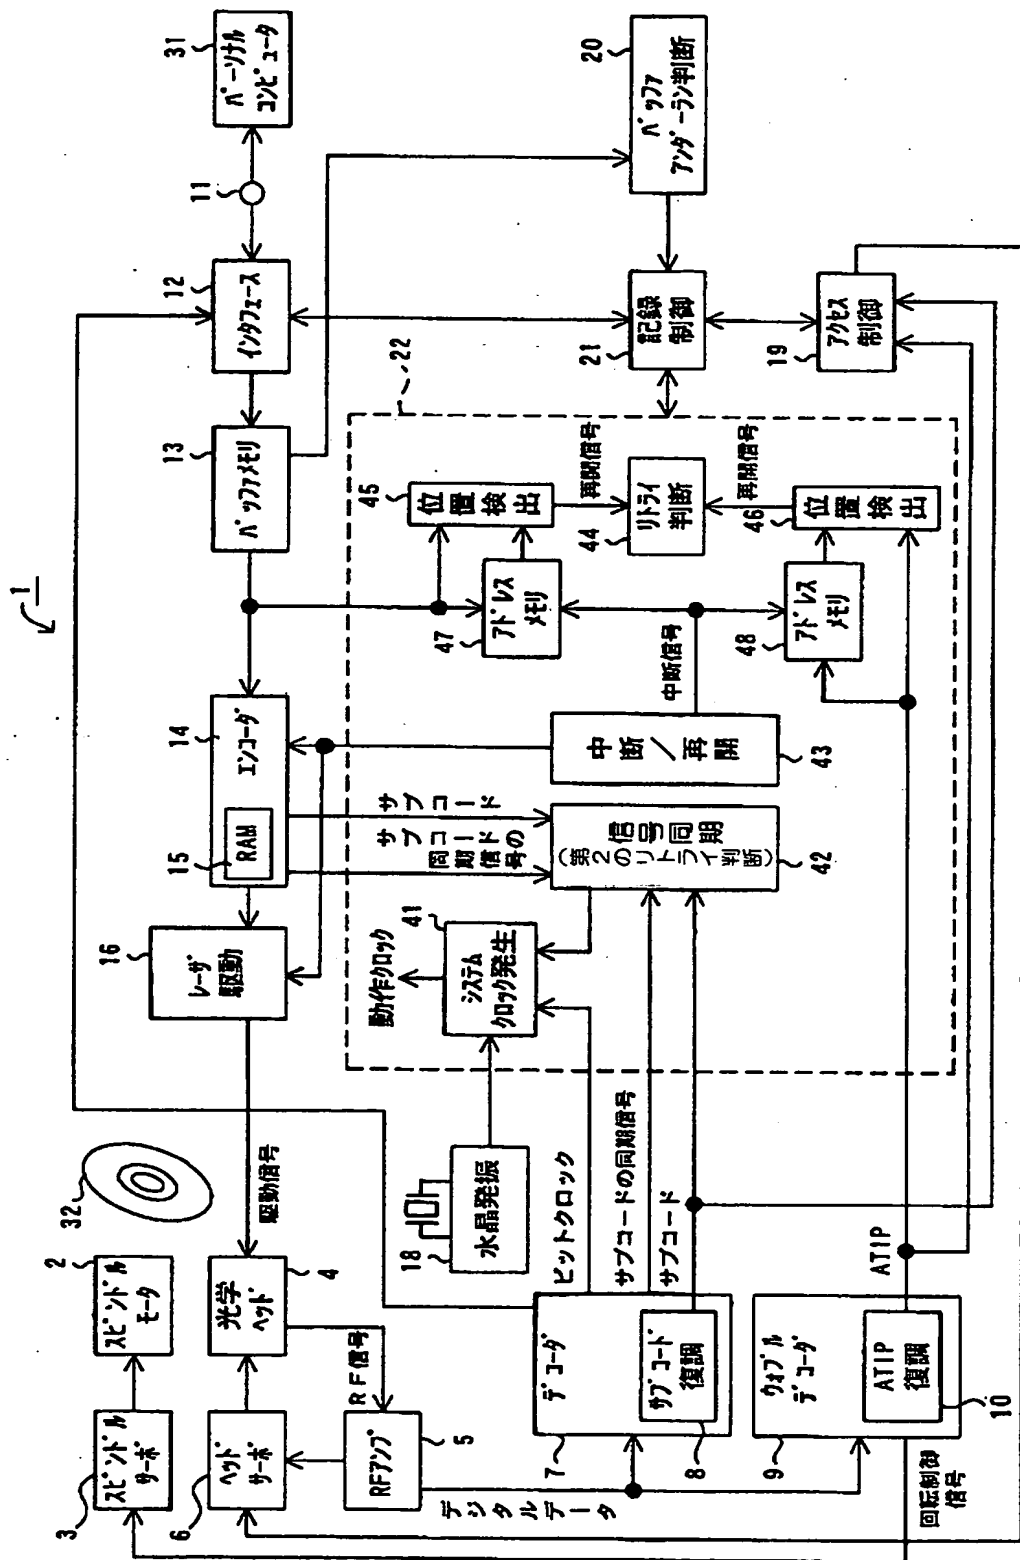 1
3
スピンドル
サーボ
2
スピンドル
モータ
32
6
ヘッド
サーボ
光学
ヘッド
4
駆動信号
RF信号
RFアンプ
5
デジタルデータ
16
レーザ
駆動
15
RAM
14
エンコーダ
13
バッファメモリ
12
インタフェース
11
パーソナル
コンピュータ
31
18
水晶発振
動作クロック
41
システム
クロック発生
サブコード
サブコードの
同期信号
信号同期
(第2のリトライ判断)
42
中断/再開
43
中断信号
47
アドレス
メモリ
45
位置
検出
再開信号
44
リトライ
判断
再開信号
46
位置
検出
48
アドレス
メモリ
22
20
バッファ
アンダーラン判断
21
記録
制御
19
アクセス
制御
7
デコーダ
8
サブコード
復調
ビットクロック
サブコードの同期信号
サブコード
9
ウォブル
デコーダ
ATIP
復調
10
ATIP
回転制御
信号